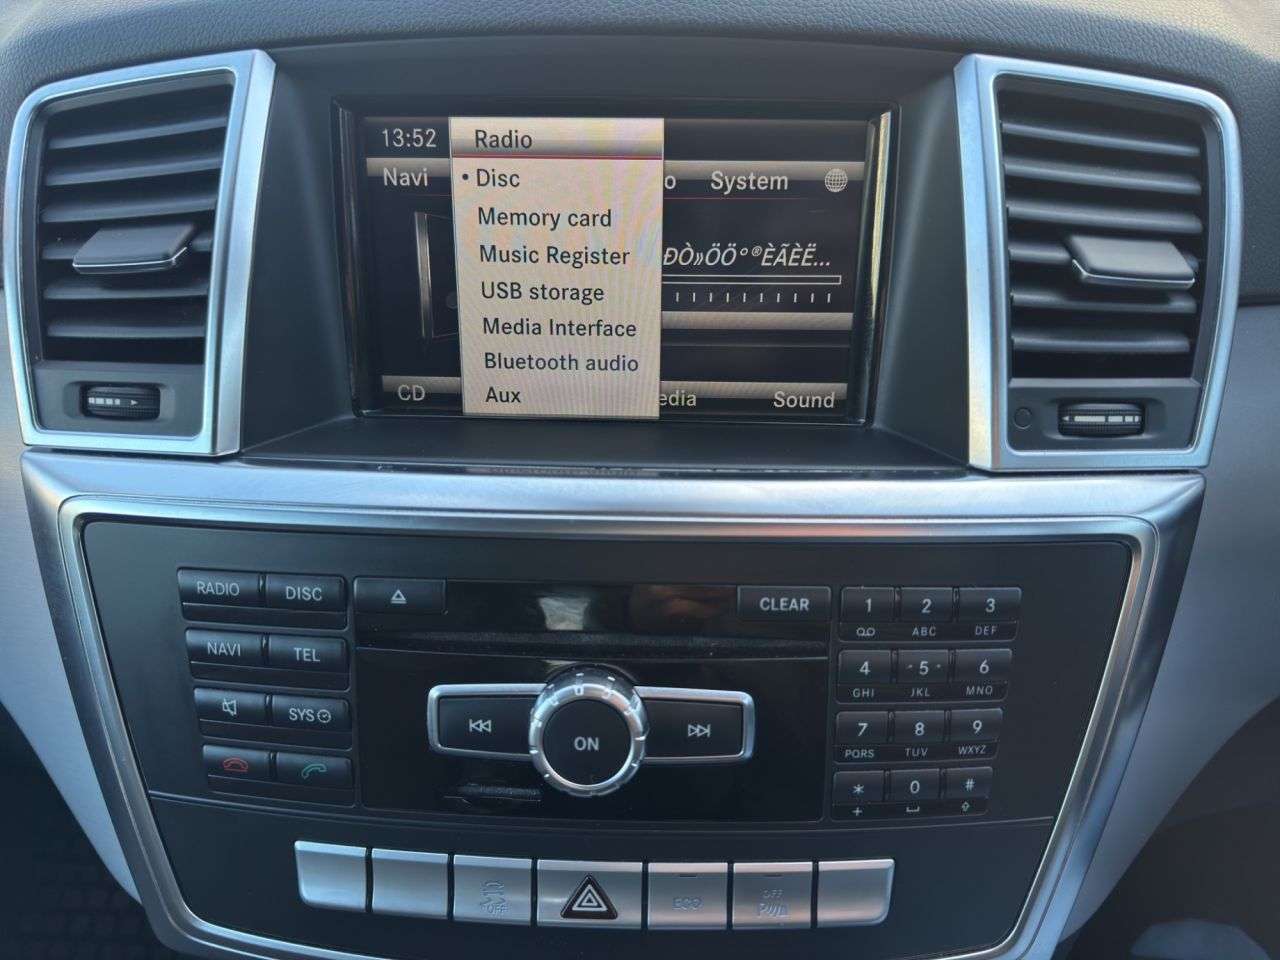 13:52
Radio
Navi
Disc
o
System
Memory card
Music Register
ÐÒ»ÖÖ°®ÈÃÈË...
USB storage
Media Interface
Bluetooth audio
CD
Aux
edia
Sound
RADIO
DISC
CLEAR
1
2
3
ABC
DEF
NAVI
TEL
4
5
6
GHI
JKL
MNO
SYS
ON
7
8
9
PQRS
TUV
WXYZ
*
0
#
+
OFF
ECO
OFF